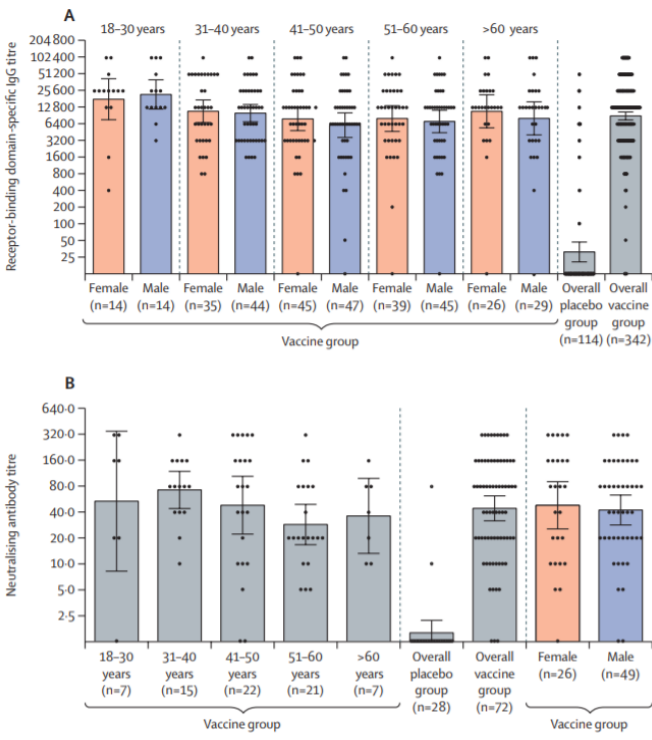 A
18–30 years 31–40 years 41–50 years 51–60 years >60 years
204 800
102 400
51 200
25 600
12 800
6400
3200
1600
800
400
200
100
50
25
Receptor-binding domain-specific IgG titre
Female Male Female Male Female Male Female Male Female Male Overall Overall
(n=14) (n=14) (n=35) (n=44) (n=45) (n=47) (n=39) (n=45) (n=26) (n=29) placebo vaccine
group group
(n=114) (n=342)
Vaccine group
B
640·0
320·0
160·0
80·0
40·0
20·0
10·0
5·0
2·5
Neutralising antibody titre
18–30 31–40 41–50 51–60 >60 Overall Overall Female Male
years years years years years placebo vaccine (n=26) (n=49)
(n=7) (n=15) (n=22) (n=21) (n=7) group group
(n=28) (n=72)
Vaccine group Vaccine group